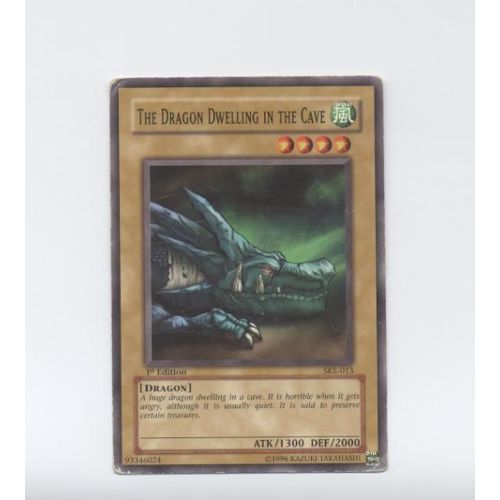 THE DRAGON DWELLING IN THE CAVE
風
1st Edition
SKE-013
[DRAGON]
A huge dragon dwelling in a cave. It is horrible when it gets
angry, although it is usually quiet. It is said to preserve
certain treasures.
ATK/1300 DEF/2000
93346024
©1996 KAZUKI TAKAHASHI